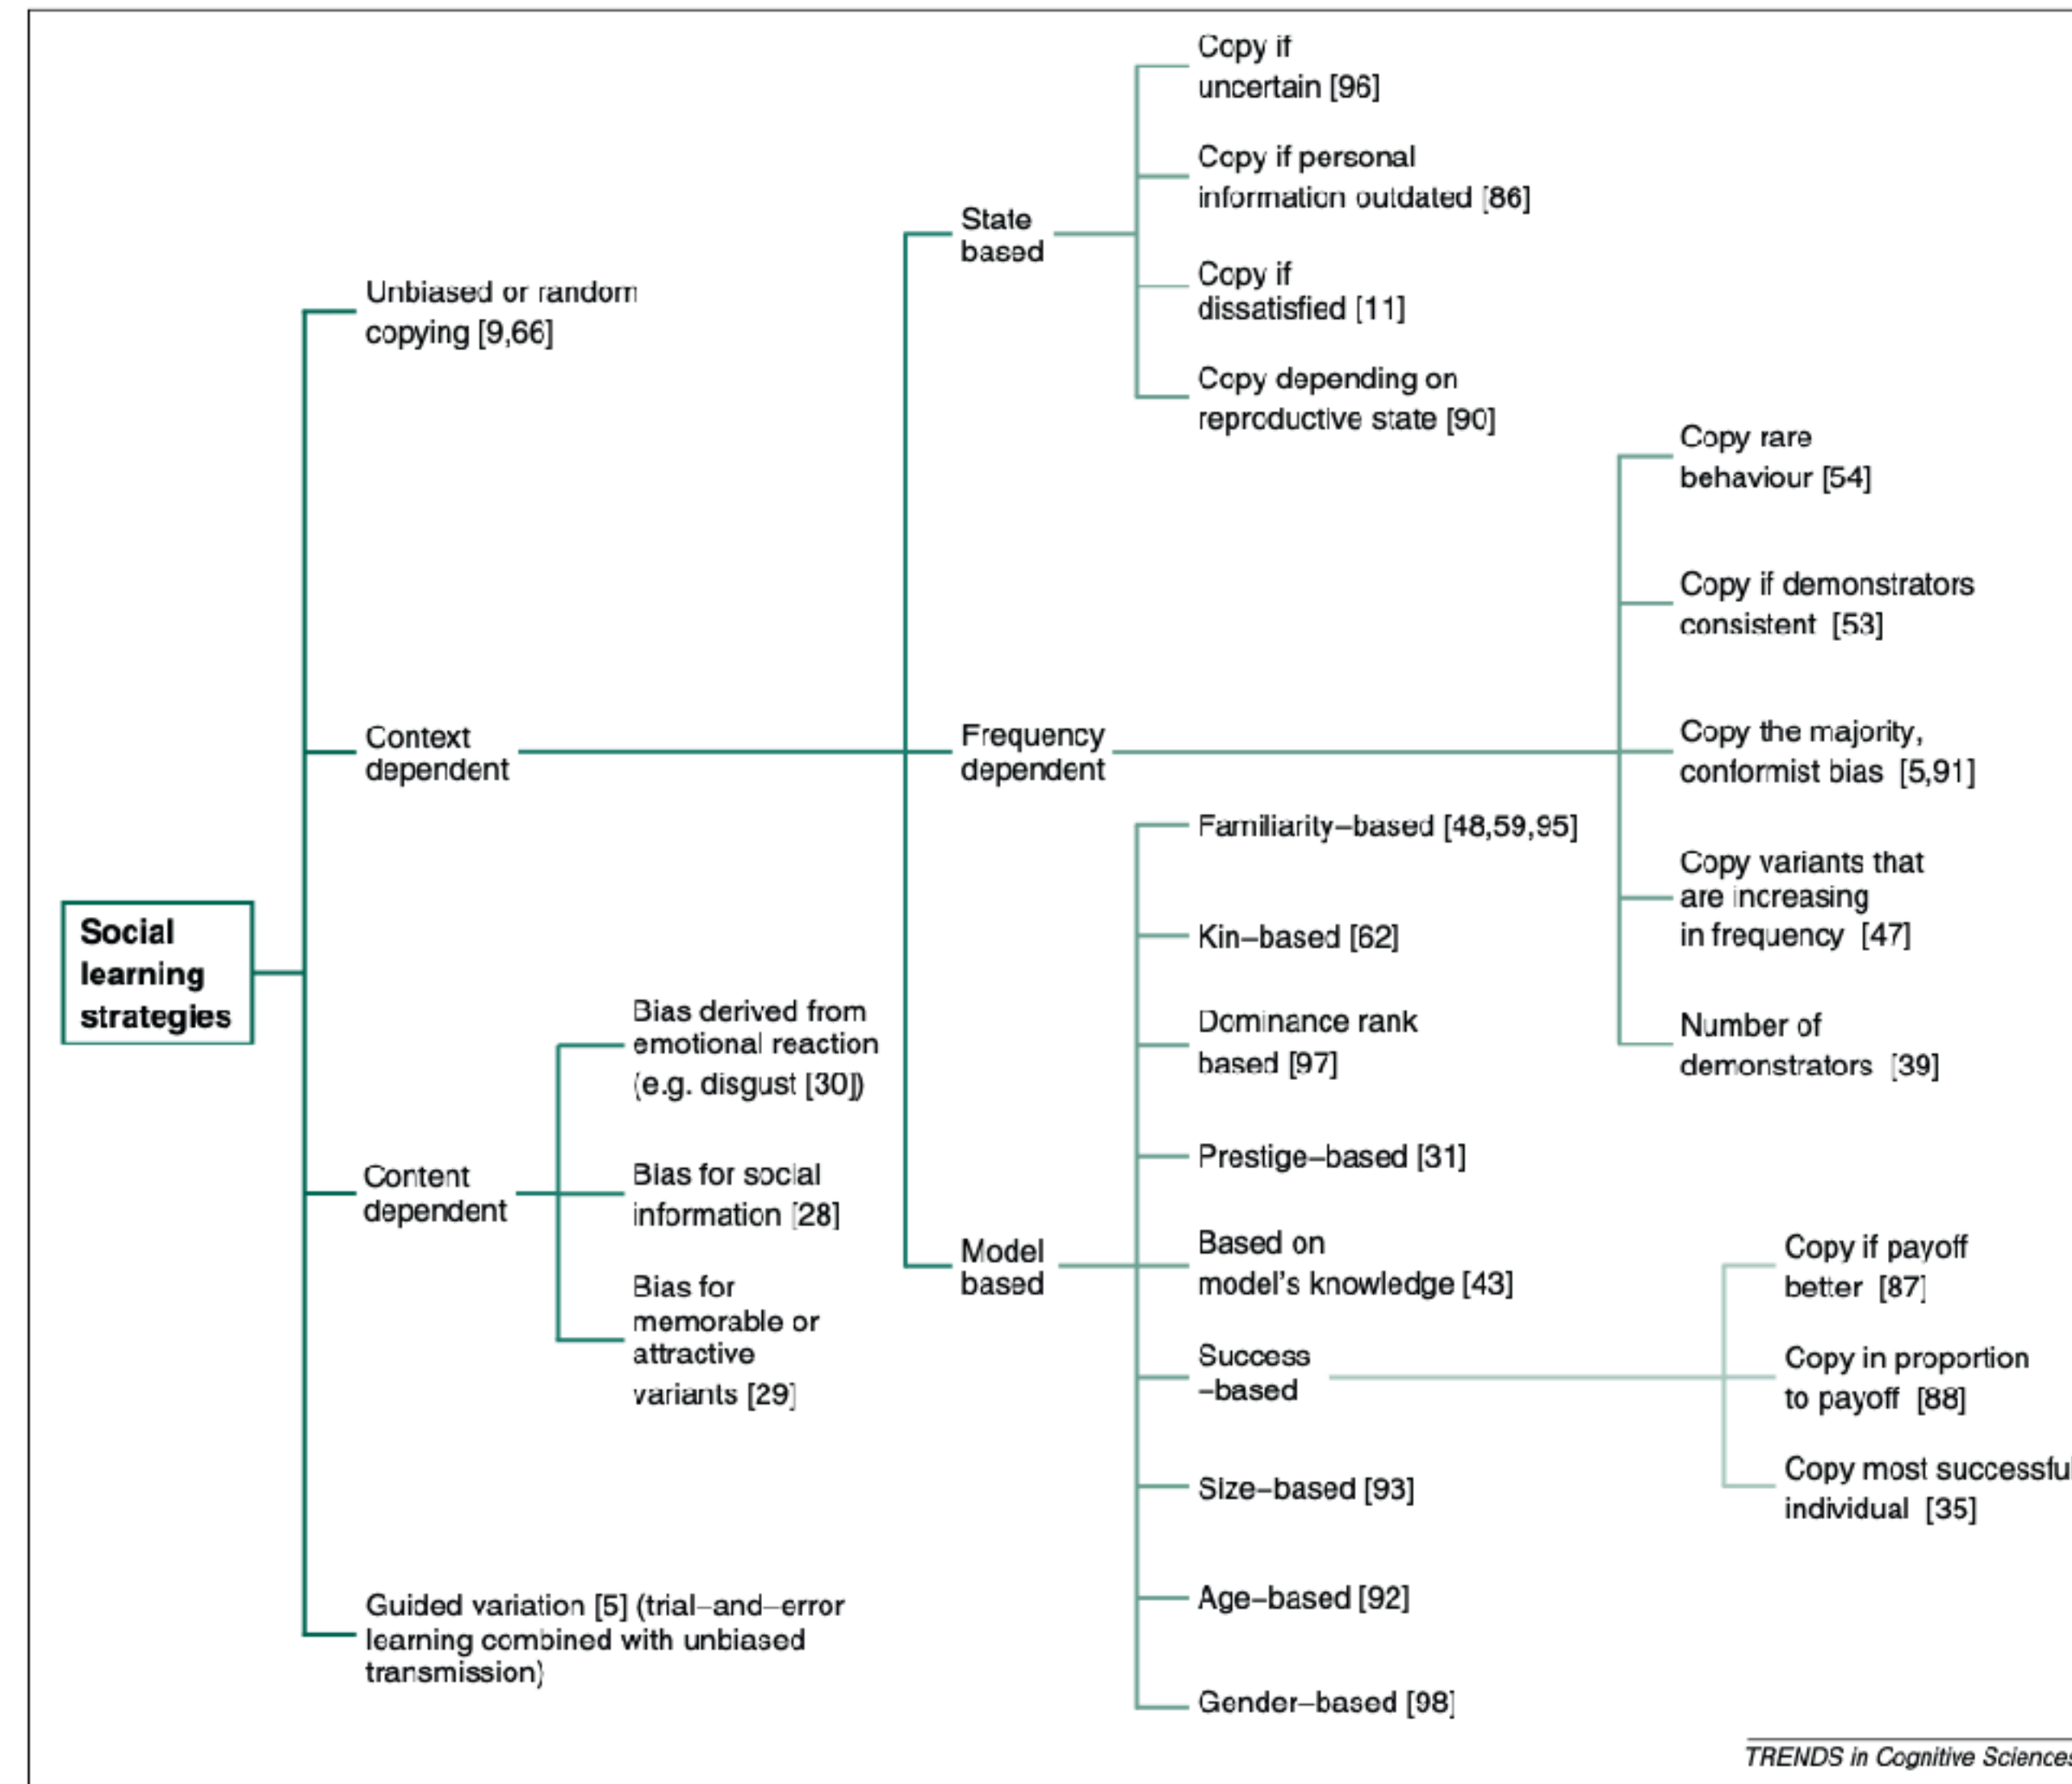 Social
learning
strategies
Unbiased or random
copying [9,66]
Context
dependent
Content
dependent
Guided variation [5] (trial–and–error
learning combined with unbiased
transmission)
Bias derived from
emotional reaction
(e.g. disgust [30])
Bias for social
information [28]
Bias for
memorable or
attractive
variants [29]
State
based
Frequency
dependent
Model
based
Copy if
uncertain [96]
Copy if personal
information outdated [86]
Copy if
dissatisfied [11]
Copy depending on
reproductive state [90]
Copy rare
behaviour [54]
Copy if demonstrators
consistent [53]
Copy the majority,
conformist bias [5,91]
Copy variants that
are increasing
in frequency [47]
Number of
demonstrators [39]
Familiarity–based [48,59,95]
Kin–based [62]
Dominance rank
based [97]
Prestige–based [31]
Based on
model's knowledge [43]
Success
–based
Size–based [93]
Age–based [92]
Gender–based [98]
Copy if payoff
better [87]
Copy in proportion
to payoff [88]
Copy most successful
individual [35]
TRENDS in Cognitive Sciences